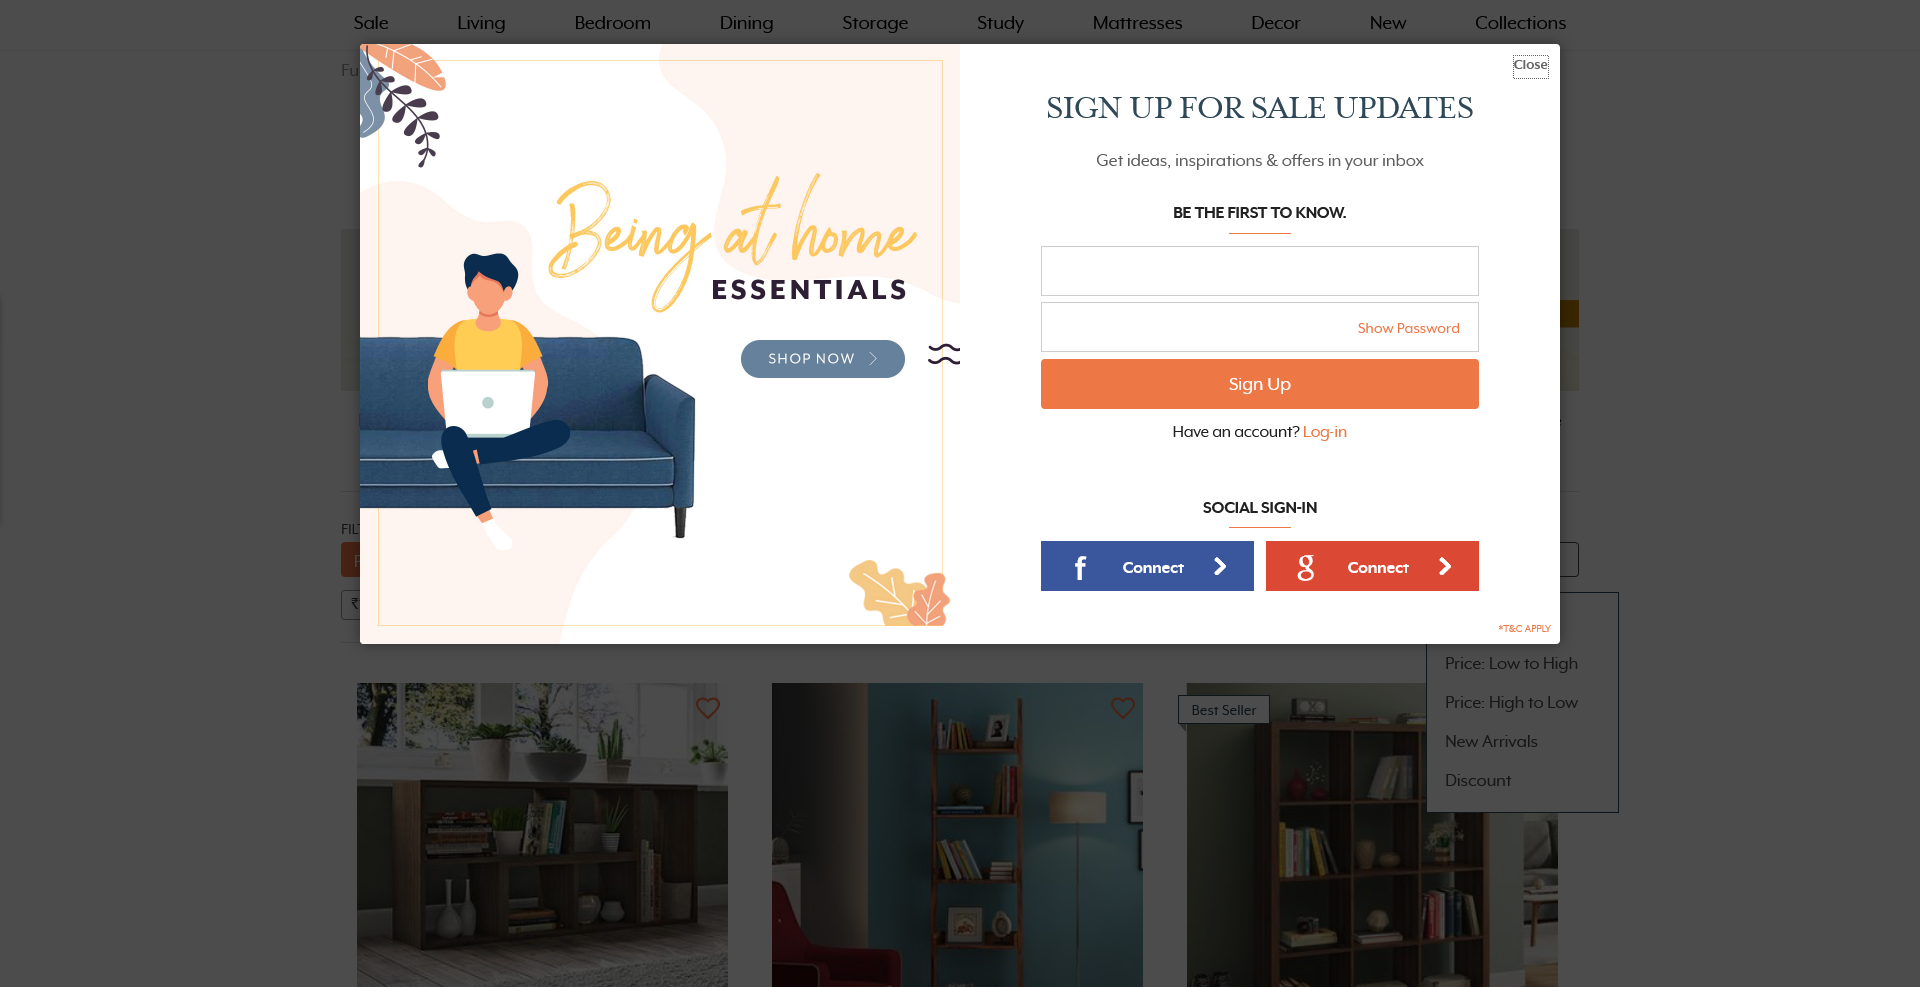 Sale Living Bedroom Dining Storage Study Mattresses Decor New Collections
Close
SIGN UP FOR SALE UPDATES
Get ideas, inspirations & offers in your inbox
BE THE FIRST TO KNOW.
Show Password
Sign Up
Have an account? Log-in
SOCIAL SIGN-IN
f Connect
g Connect
*T&C APPLY
Being at home
ESSENTIALS
SHOP NOW
Price: Low to High
Price: High to Low
New Arrivals
Discount
Best Seller